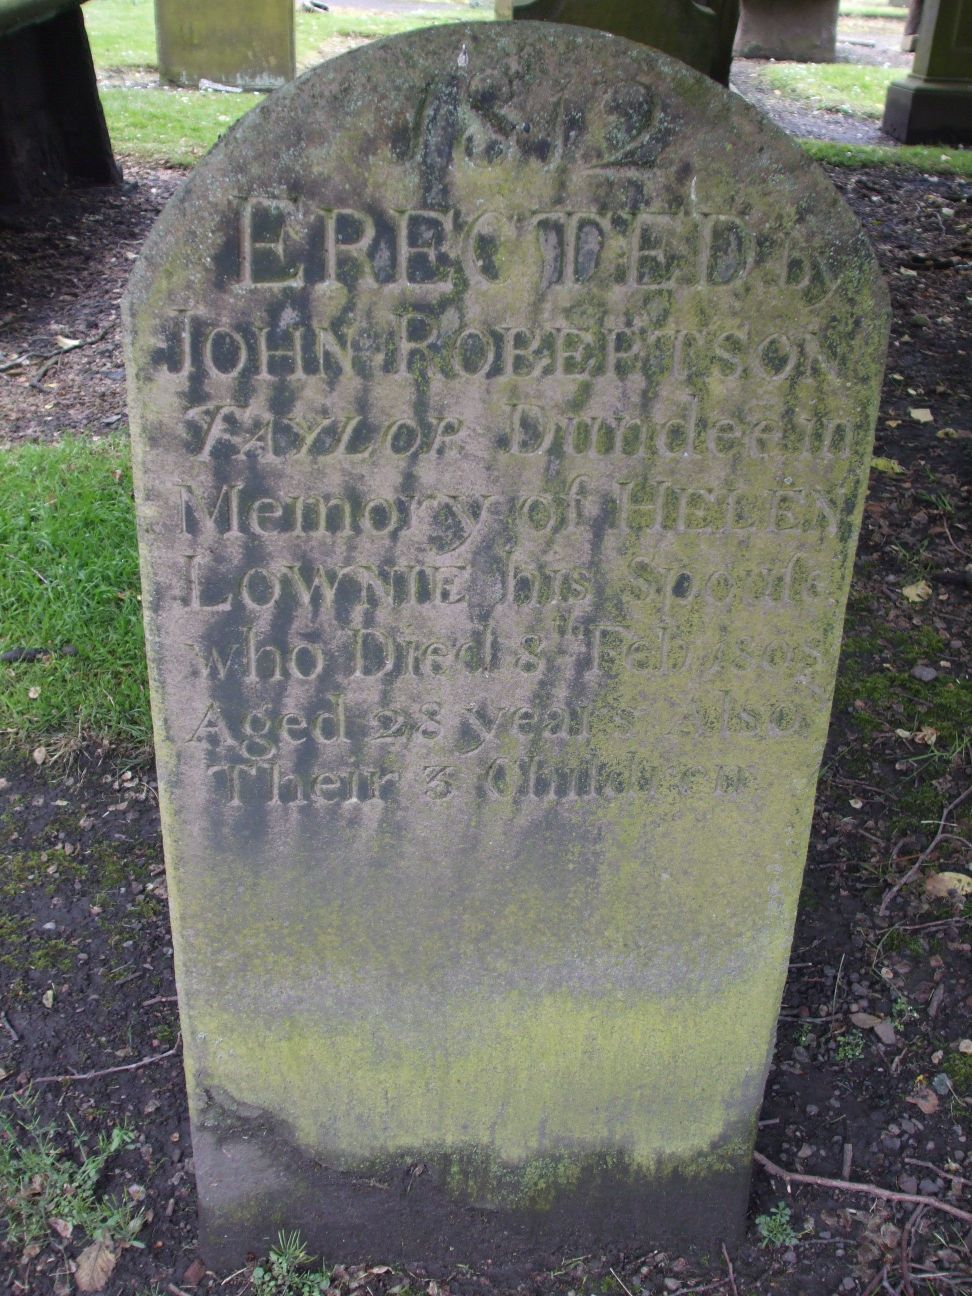 1812
ERECTED by
JOHN ROBERTSON
TAYLOR Dundee in
Memory of HELEN
LOWNIE his Spouſe
who Died 8th Feby 1808
Aged 28 years Also
Their 3 Children